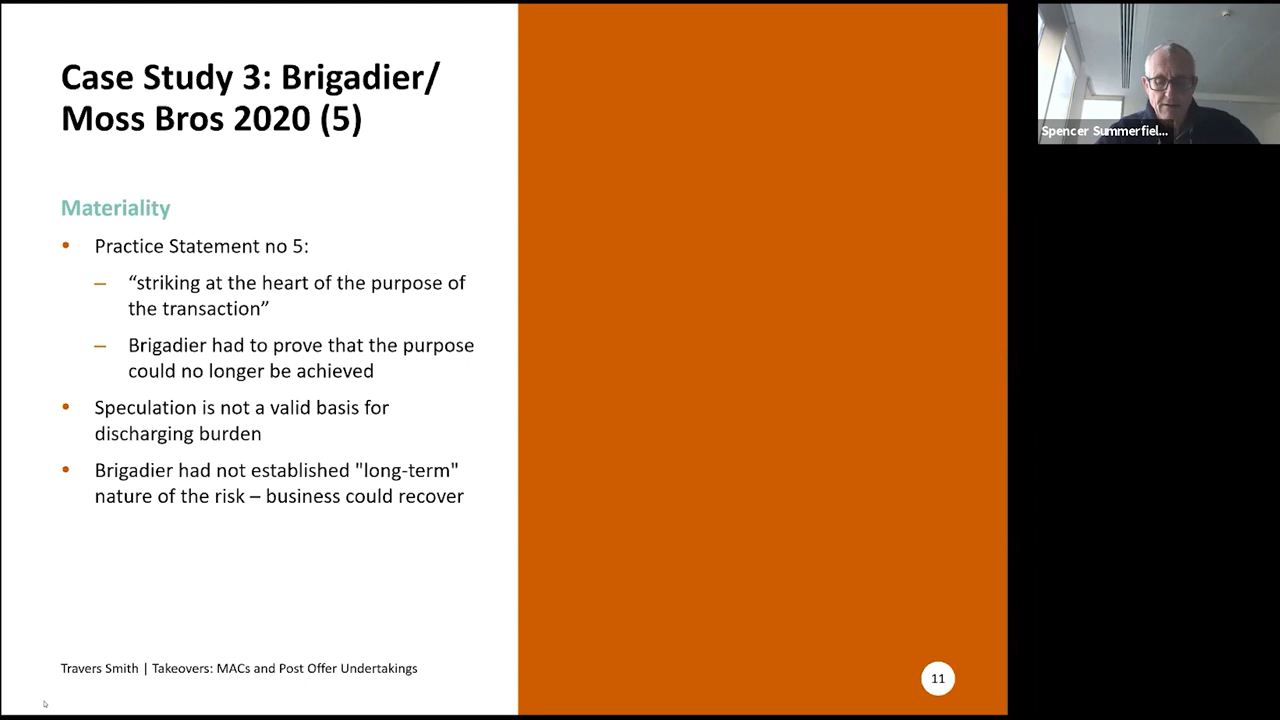 Case Study 3: Brigadier/
Moss Bros 2020 (5)
Materiality
• Practice Statement no 5:
– “striking at the heart of the purpose of
the transaction”
– Brigadier had to prove that the purpose
could no longer be achieved
• Speculation is not a valid basis for
discharging burden
• Brigadier had not established "long-term"
nature of the risk – business could recover
Travers Smith | Takeovers: MACs and Post Offer Undertakings
11
Spencer Summerfiel...